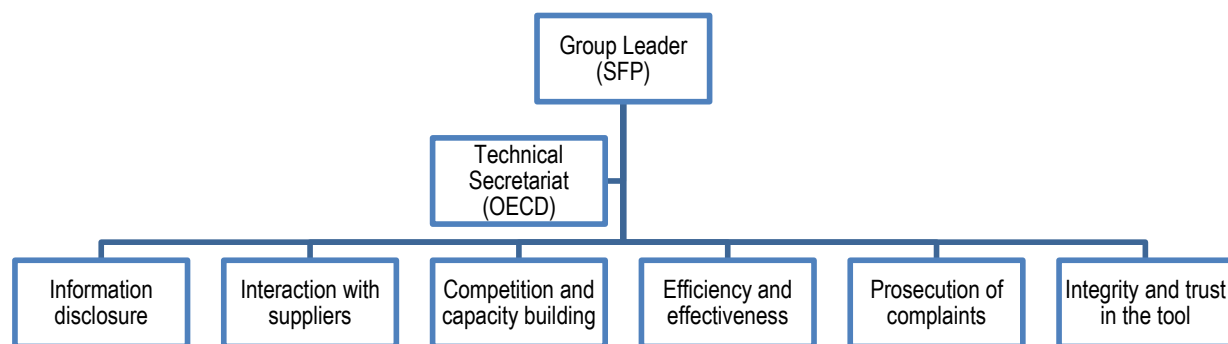 Group Leader
(SFP)
Technical
Secretariat
(OECD)
Information
disclosure
Interaction with
suppliers
Competition and
capacity building
Efficiency and
effectiveness
Prosecution of
complaints
Integrity and trust
in the tool